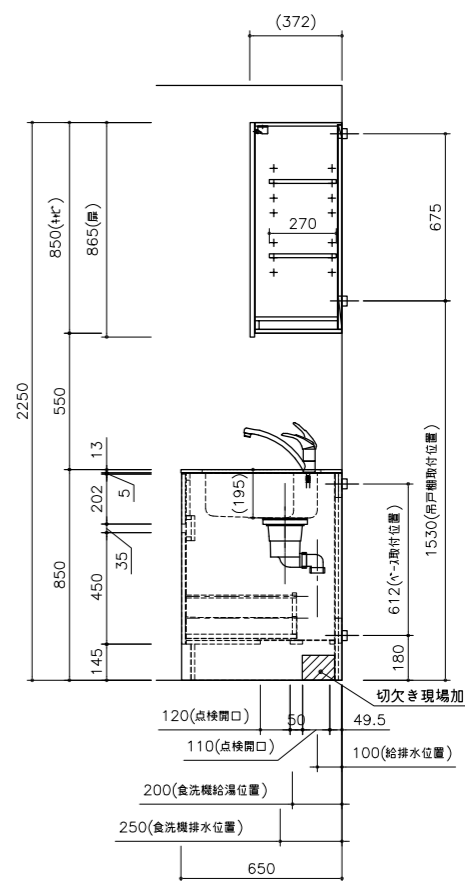 (372)
850(ｷｬﾋﾞ)
865(扉)
270
675
2250
550
13
202
5
(195)
35
450
850
145
612(ﾍﾞｰｽ取付位置)
1530(吊戸棚取付位置)
180
切欠き現場加
120(点検開口)
50
49.5
110(点検開口)
100(給排水位置)
200(食洗機給湯位置)
250(食洗機排水位置)
650